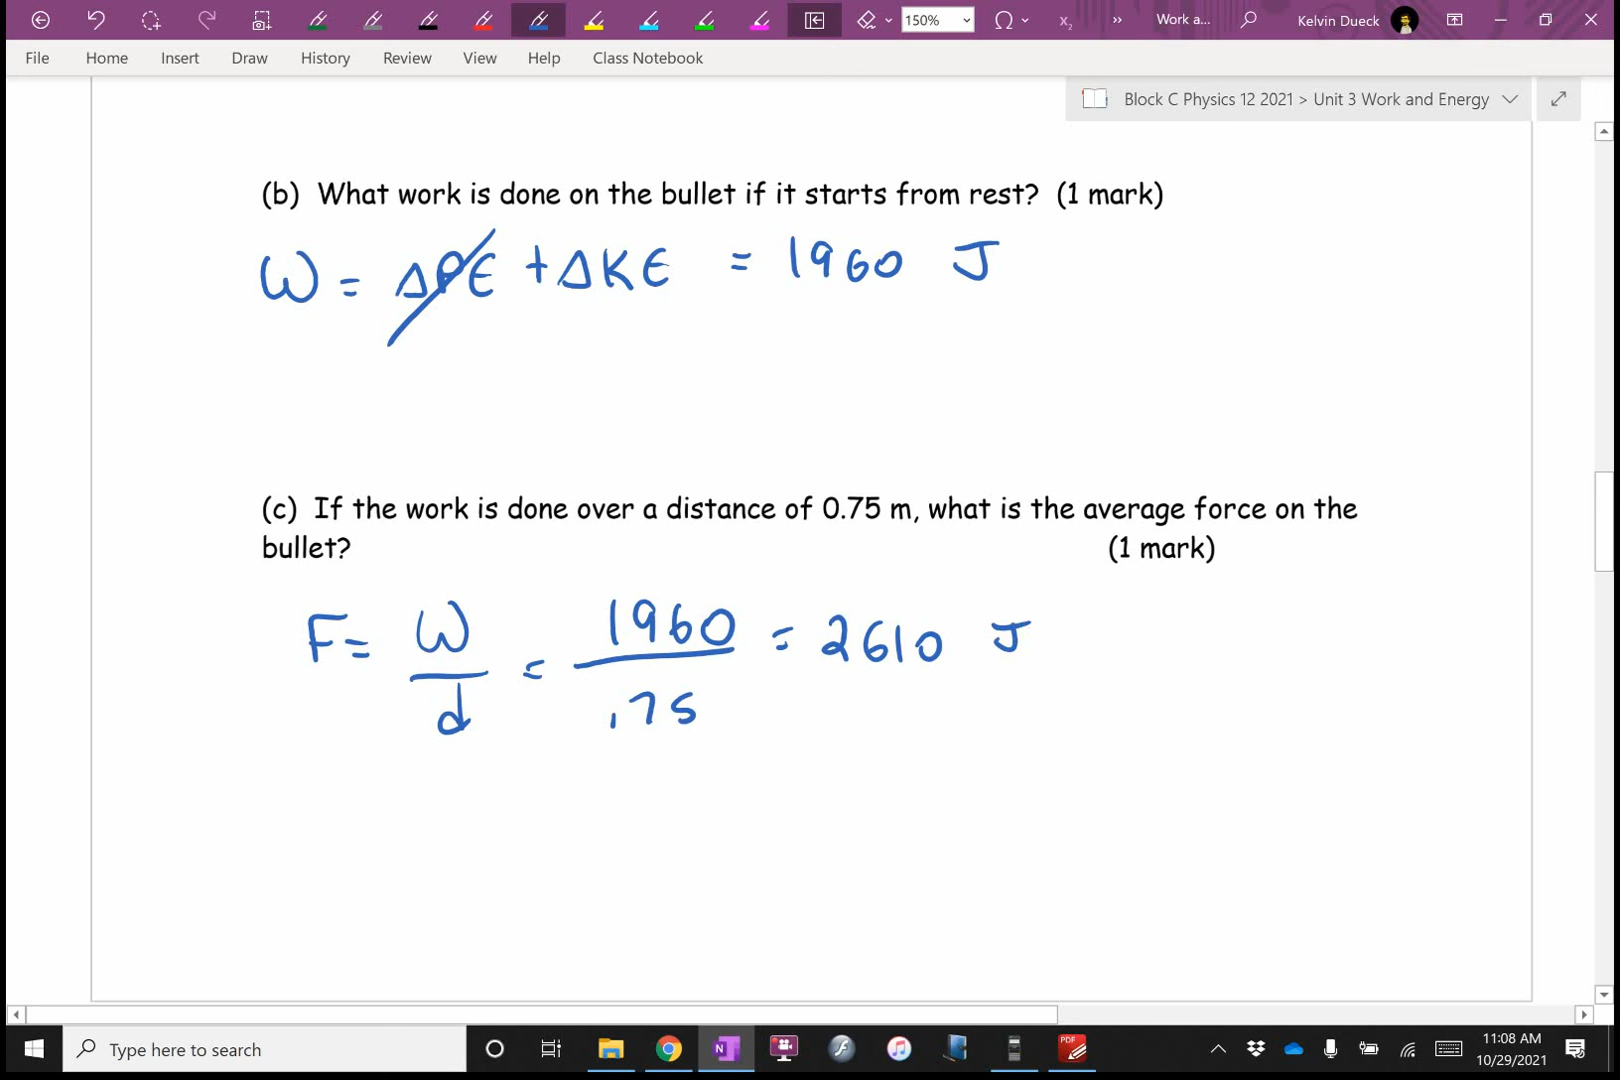 150%
Work a...
Kelvin Dueck
File Home Insert Draw History Review View Help Class Notebook
Block C Physics 12 2021 > Unit 3 Work and Energy
(b) What work is done on the bullet if it starts from rest? (1 mark)
W = ΔPE + ΔKE = 1960 J
(c) If the work is done over a distance of 0.75 m, what is the average force on the
bullet? (1 mark)
F = W/d = 1960/.75 = 2610 J
Type here to search
PDF
11:08 AM
10/29/2021